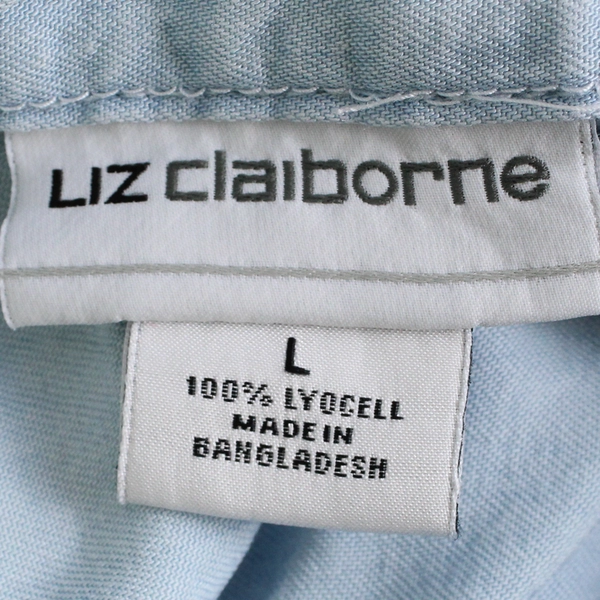 LIZ claiborne
L
100% LYOCELL
MADE IN
BANGLADESH